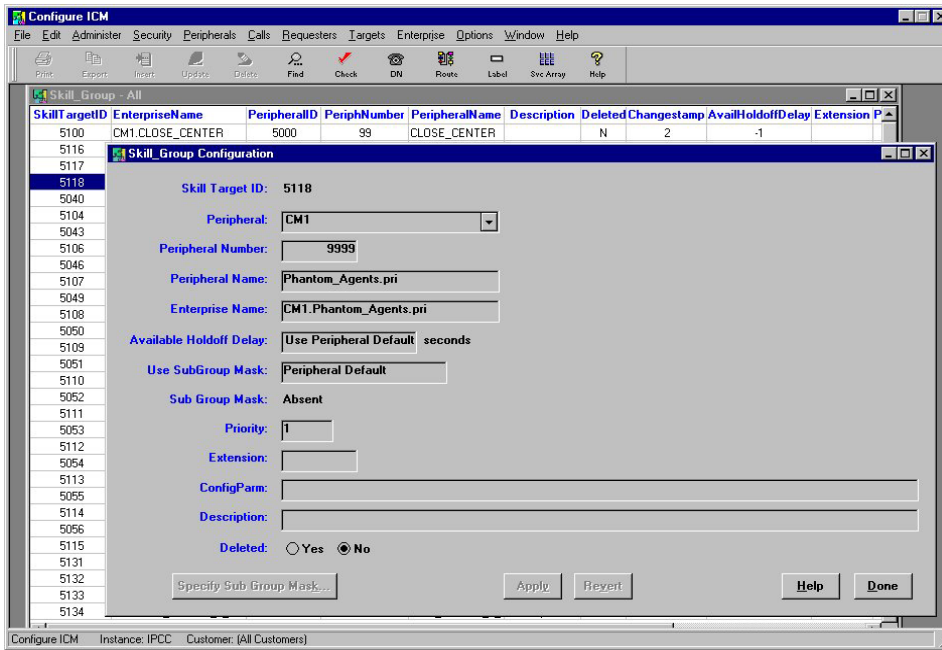 Configure ICM
File Edit Administer Security Peripherals Calls Requesters Targets Enterprise Options Window Help
Print Export Insert Update Delete Find Check DN Route Label Svc Array Help
Skill_Group - All
SkillTargetID EnterpriseName PeripheralID PeriphNumber PeripheralName Description Deleted Changestamp AvailHoldoffDelay Extension P
5100 CM1.CLOSE_CENTER 5000 99 CLOSE_CENTER N 2 -1
5116
5117
5118
5040
5104
5043
5106
5046
5107
5049
5108
5050
5109
5051
5110
5052
5111
5053
5112
5054
5113
5055
5114
5056
5115
5131
5132
5133
5134
Skill_Group Configuration
Skill Target ID: 5118
Peripheral: CM1
Peripheral Number: 9999
Peripheral Name: Phantom_Agents.pri
Enterprise Name: CM1.Phantom_Agents.pri
Available Holdoff Delay: Use Peripheral Default seconds
Use SubGroup Mask: Peripheral Default
Sub Group Mask: Absent
Priority: 1
Extension:
ConfigParm:
Description:
Deleted: Yes No
Specify Sub Group Mask... Apply Revert Help Done
Configure ICM Instance: IPCC Customer: (All Customers)